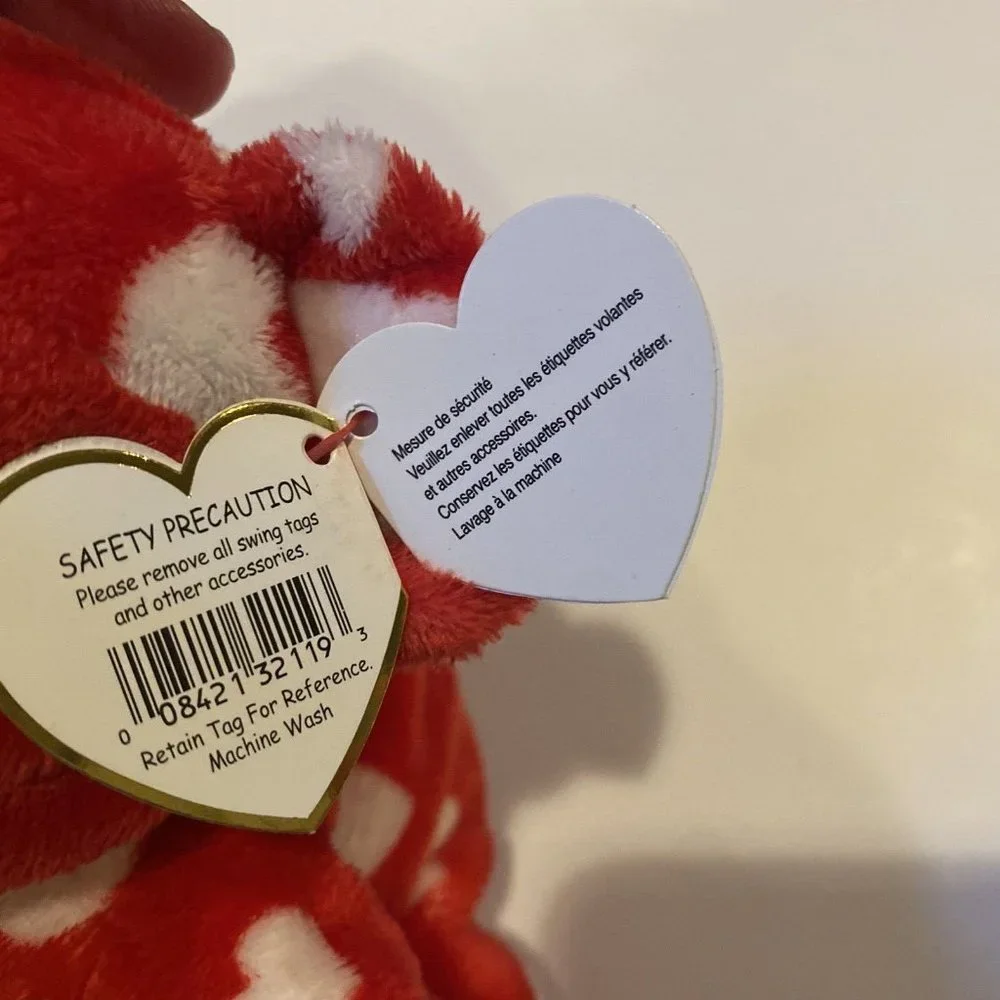 SAFETY PRECAUTION
Please remove all swing tags
and other accessories.
0 08421 32119 3
Retain Tag For Reference.
Machine Wash
Mesure de sécurité
Veuillez enlever toutes les étiquettes volantes
et autres accessoires.
Conservez les étiquettes pour vous y référer.
Lavage à la machine